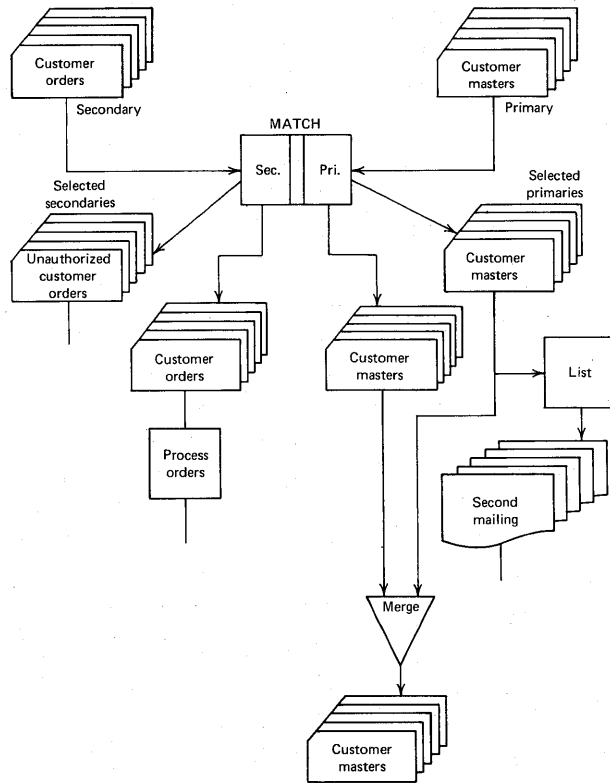 Customer
orders
Customer
masters
Secondary
Primary
MATCH
Sec.
Pri.
Selected
secondaries
Selected
primaries
Unauthorized
customer
orders
Customer
masters
Customer
orders
Customer
masters
List
Process
orders
Second
mailing
Merge
Customer
masters